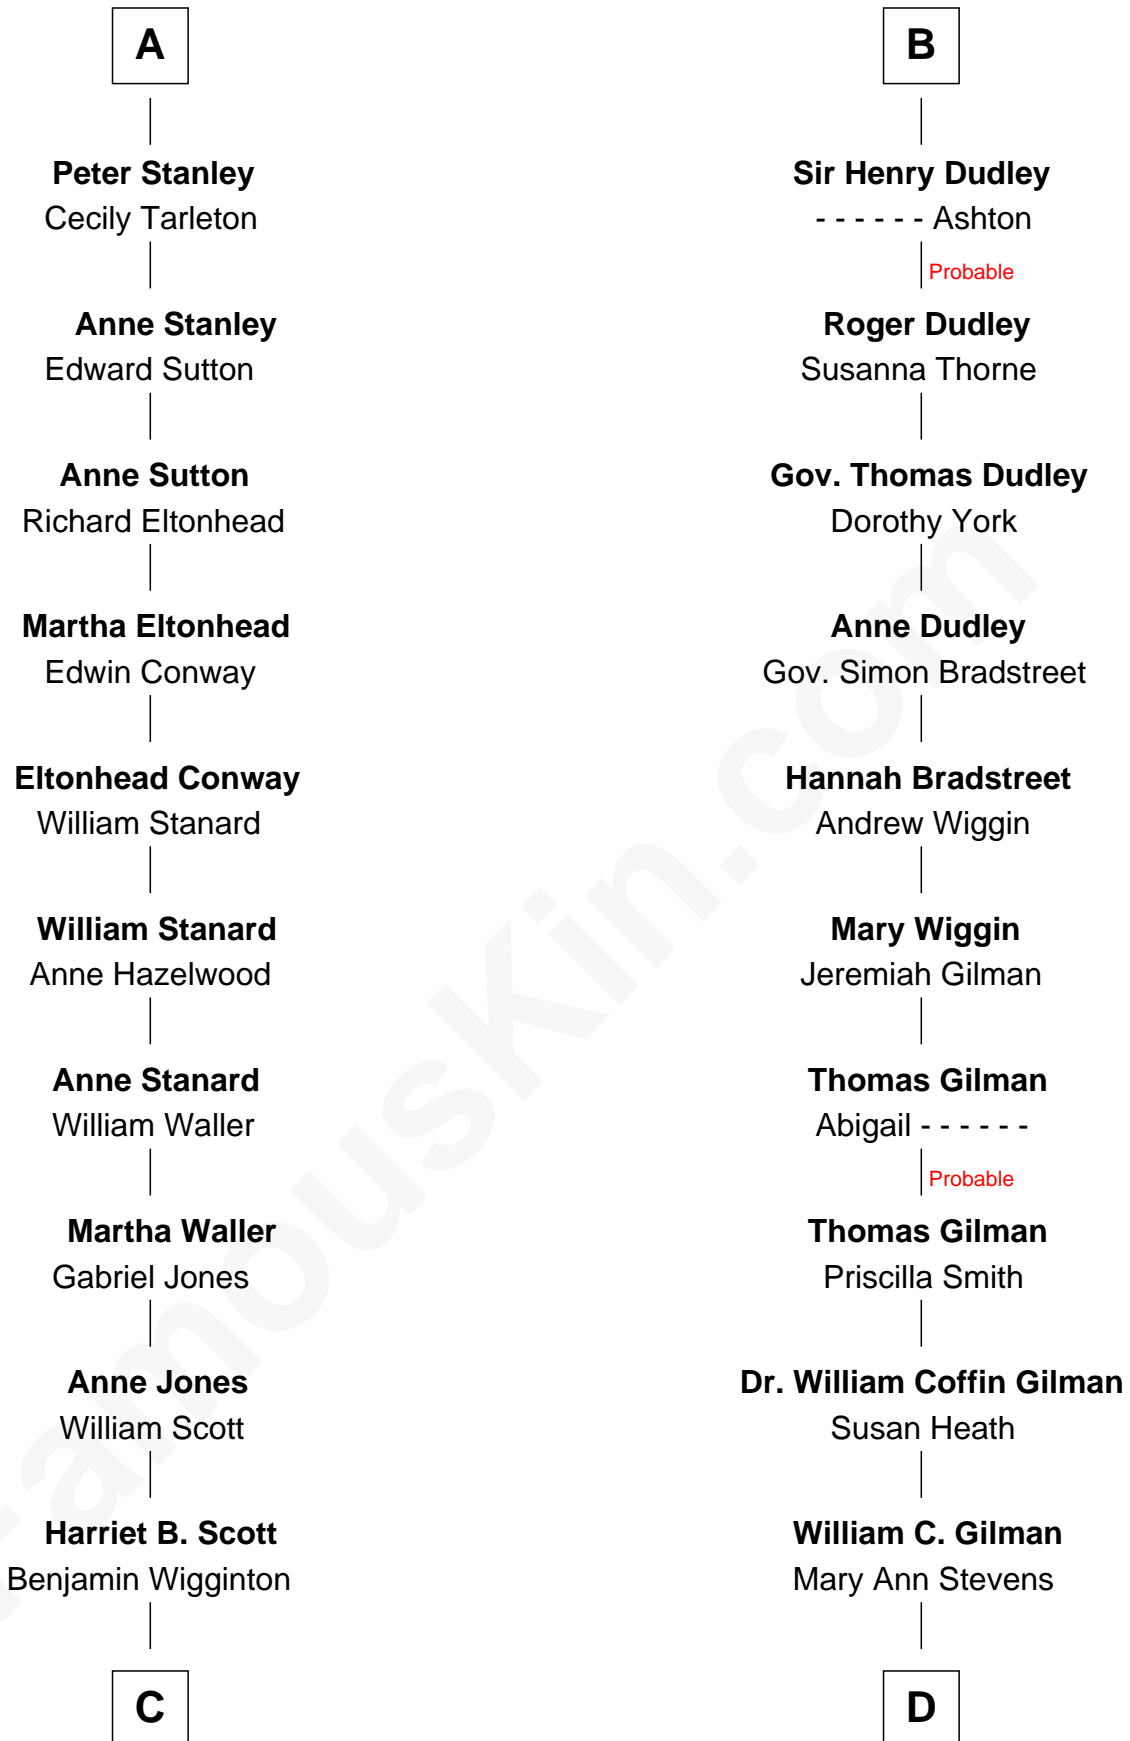 A
Peter Stanley
Cecily Tarleton
Anne Stanley
Edward Sutton
Anne Sutton
Richard Eltonhead
Martha Eltonhead
Edwin Conway
Eltonhead Conway
William Stanard
William Stanard
Anne Hazelwood
Anne Stanard
William Waller
Martha Waller
Gabriel Jones
Anne Jones
William Scott
Harriet B. Scott
Benjamin Wigginton
C
B
Sir Henry Dudley
- - - - - - Ashton
Probable
Roger Dudley
Susanna Thorne
Gov. Thomas Dudley
Dorothy York
Anne Dudley
Gov. Simon Bradstreet
Hannah Bradstreet
Andrew Wiggin
Mary Wiggin
Jeremiah Gilman
Thomas Gilman
Abigail - - - - - -
Probable
Thomas Gilman
Priscilla Smith
Dr. William Coffin Gilman
Susan Heath
William C. Gilman
Mary Ann Stevens
D
FamousKin.com